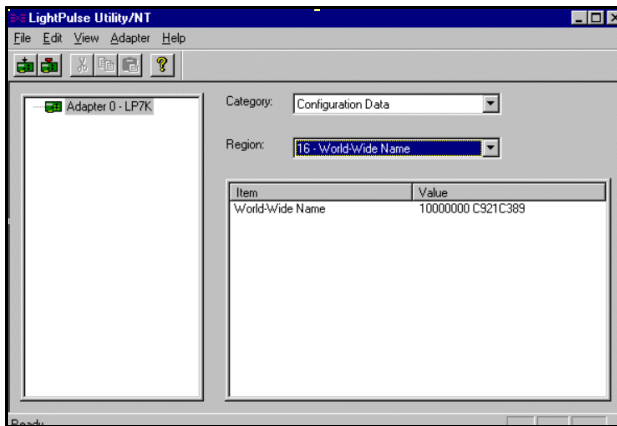 LightPulse Utility/NT
File Edit View Adapter Help
Adapter 0 - LP7K
Category: Configuration Data
Region: 16 - World-Wide Name
Item Value
World-Wide Name 10000000 C921C389
Ready